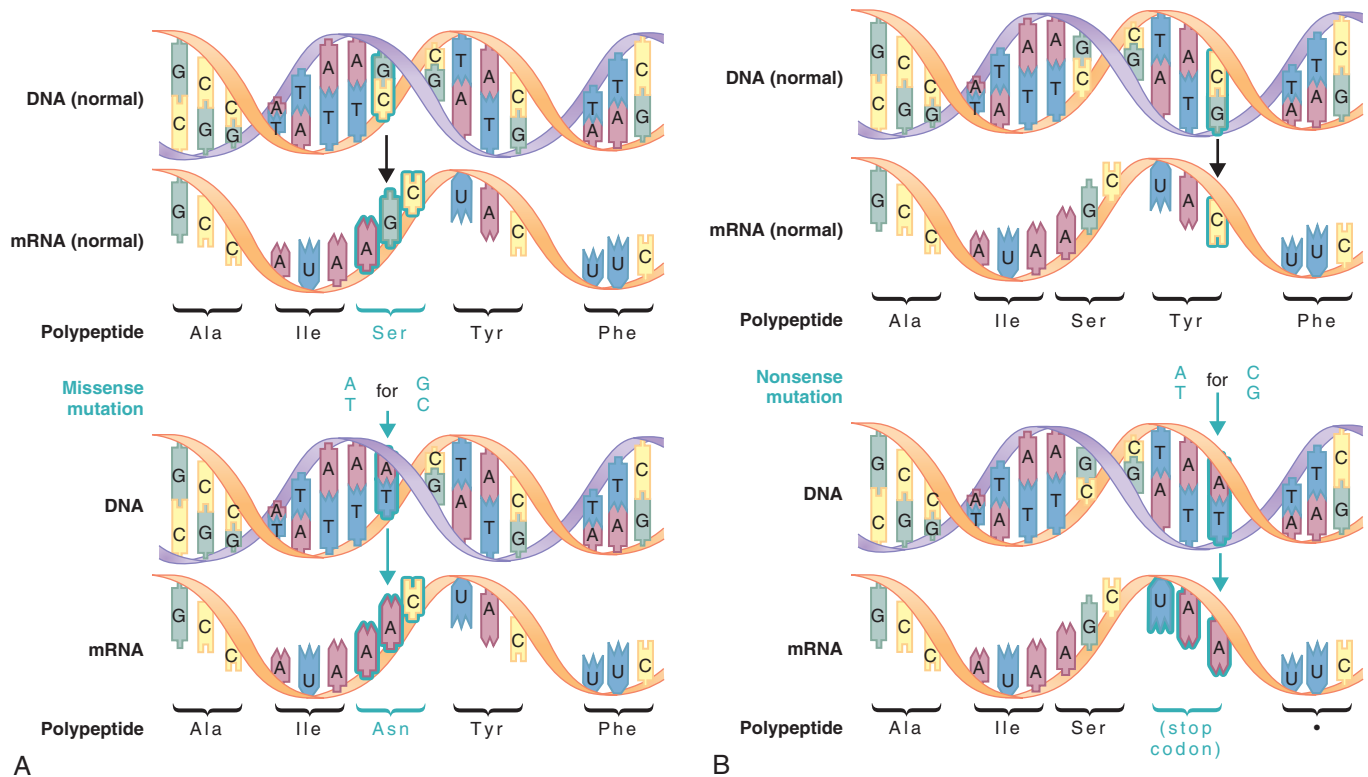 DNA (normal)
G C C A T A A G C T A C T T C
C G G T A T T C G A T G A A G
mRNA (normal)
G C C A U A A G C U A C U U C
Polypeptide
Ala Ile Ser Tyr Phe
Missense
mutation
A for G
T C
DNA
G C C A T A A A C T A C T T C
C G G T A T T T G A T G A A G
mRNA
G C C A U A A A C U A C U U C
Polypeptide
Ala Ile Asn Tyr Phe
A
DNA (normal)
G C C A T A A G C T A C T T C
C G G T A T T C G A T G A A G
mRNA (normal)
G C C A U A A G C U A C U U C
Polypeptide
Ala Ile Ser Tyr Phe
Nonsense
mutation
A for C
T G
DNA
G C C A T A A G C T A A T T C
C G G T A T T C G A T T A A G
mRNA
G C C A U A A G C U A A U U C
Polypeptide
Ala Ile Ser (stop •
codon)
B